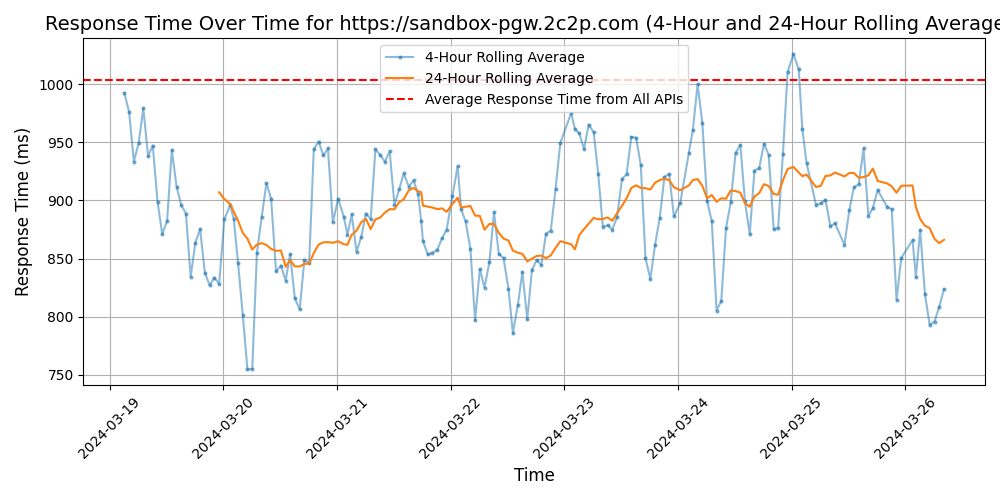 Response Time Over Time for https://sandbox-pgw.2c2p.com (4-Hour and 24-Hour Rolling Average
4-Hour Rolling Average
24-Hour Rolling Average
Average Response Time from All APIs
Response Time (ms)
1000
950
900
850
800
750
2024-03-19
2024-03-20
2024-03-21
2024-03-22
2024-03-23
2024-03-24
2024-03-25
2024-03-26
Time